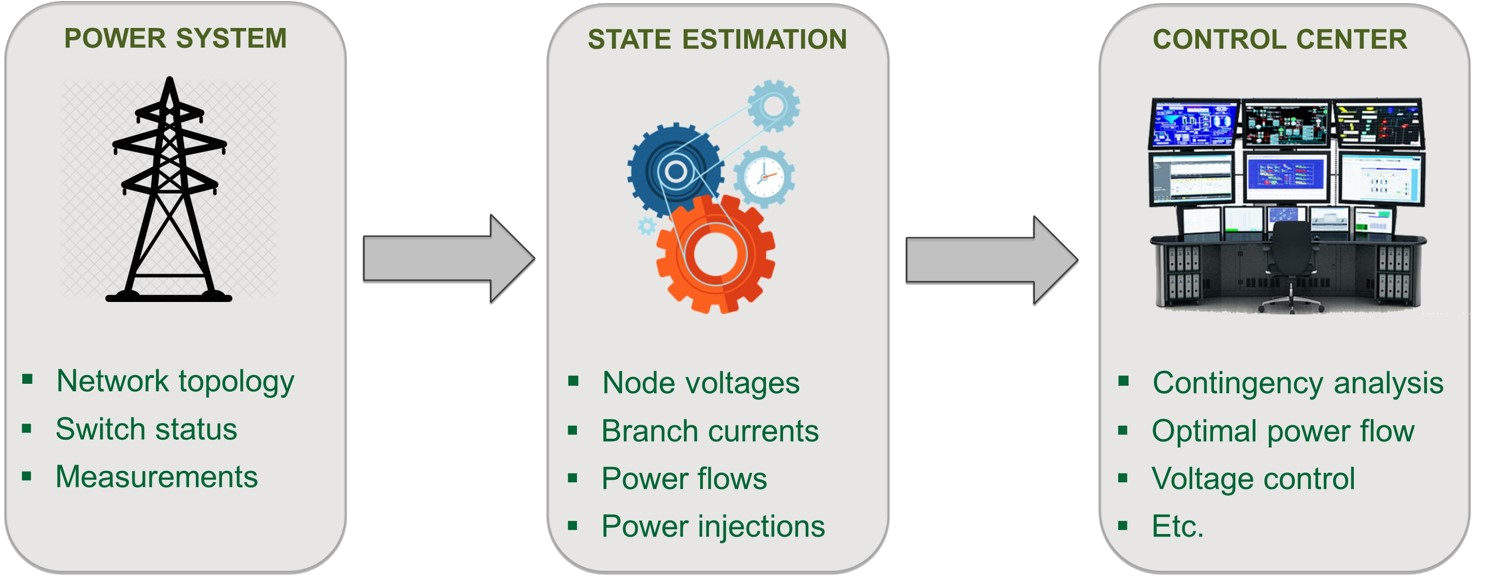 POWER SYSTEM
Network topology
Switch status
Measurements
STATE ESTIMATION
Node voltages
Branch currents
Power flows
Power injections
CONTROL CENTER
Contingency analysis
Optimal power flow
Voltage control
Etc.